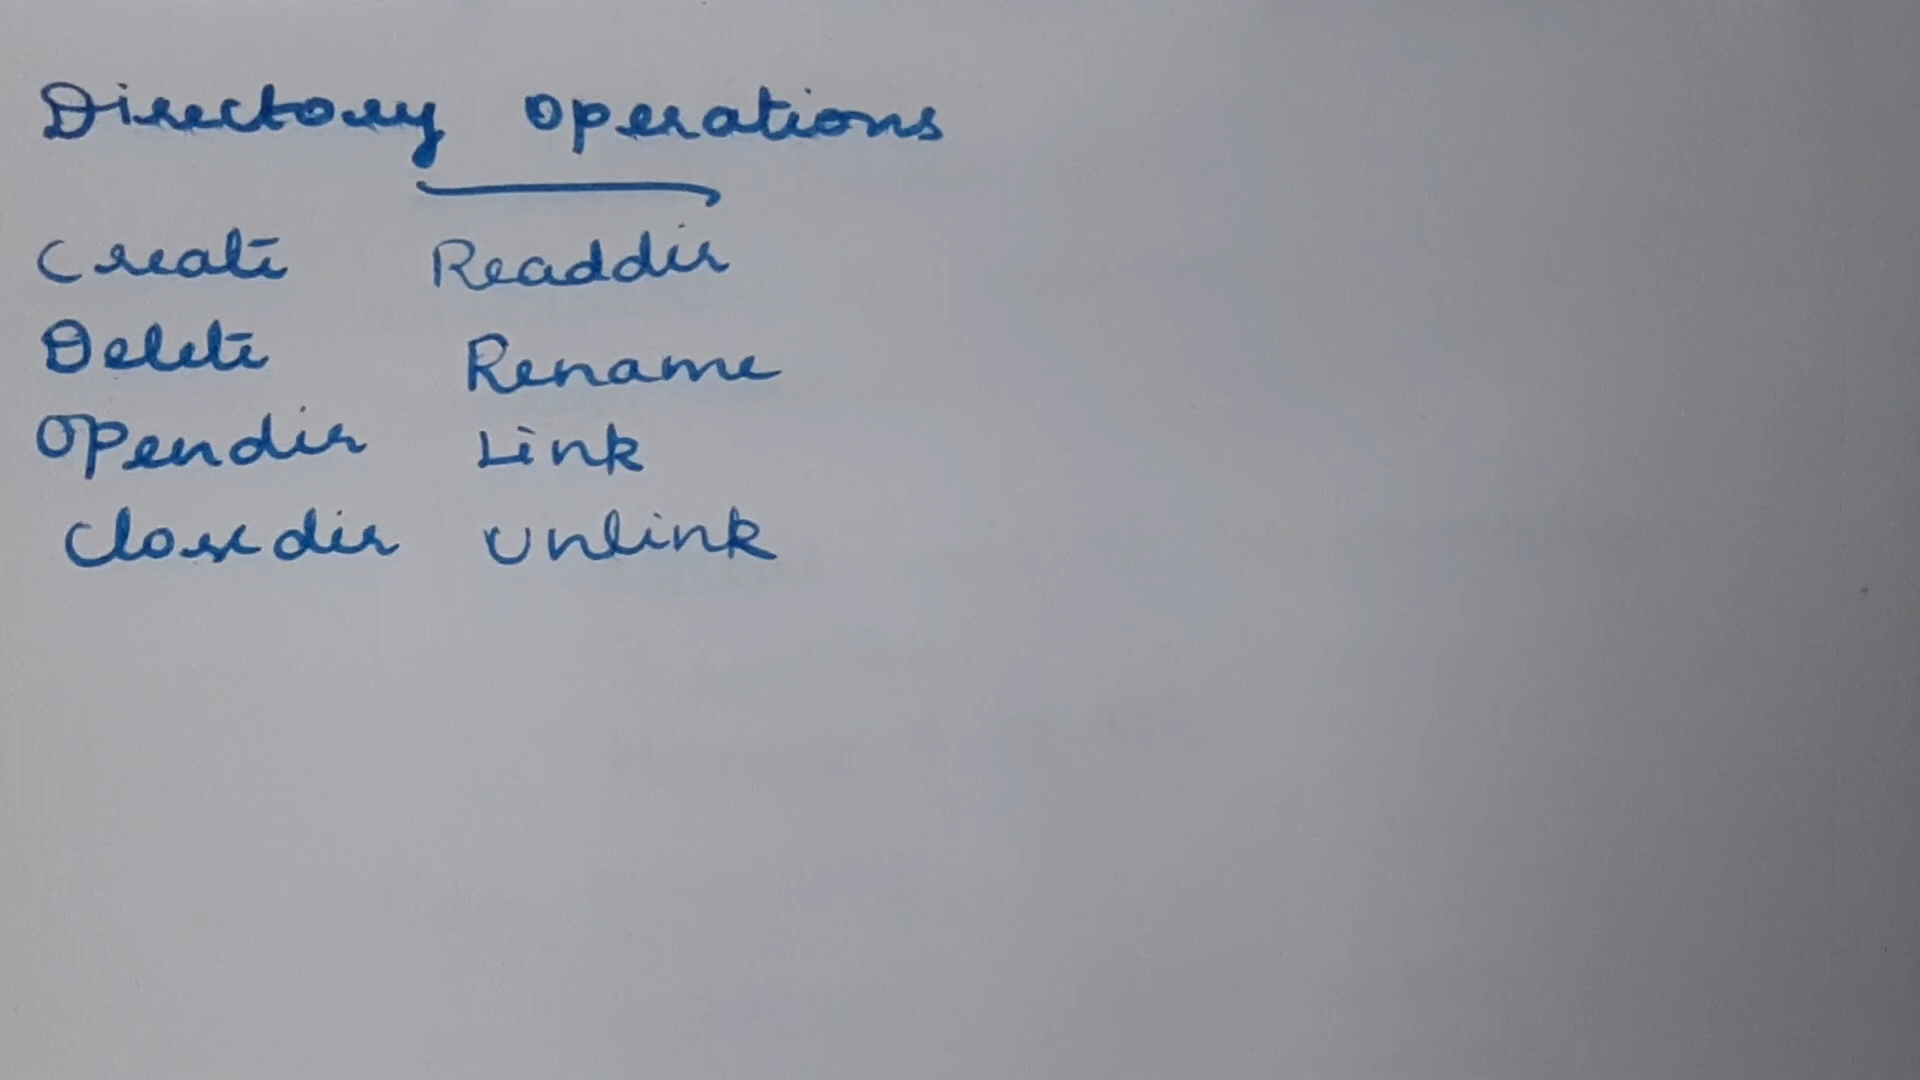 Directory operations
Create Readdir
Delete Rename
Opendir Link
Closedir Unlink